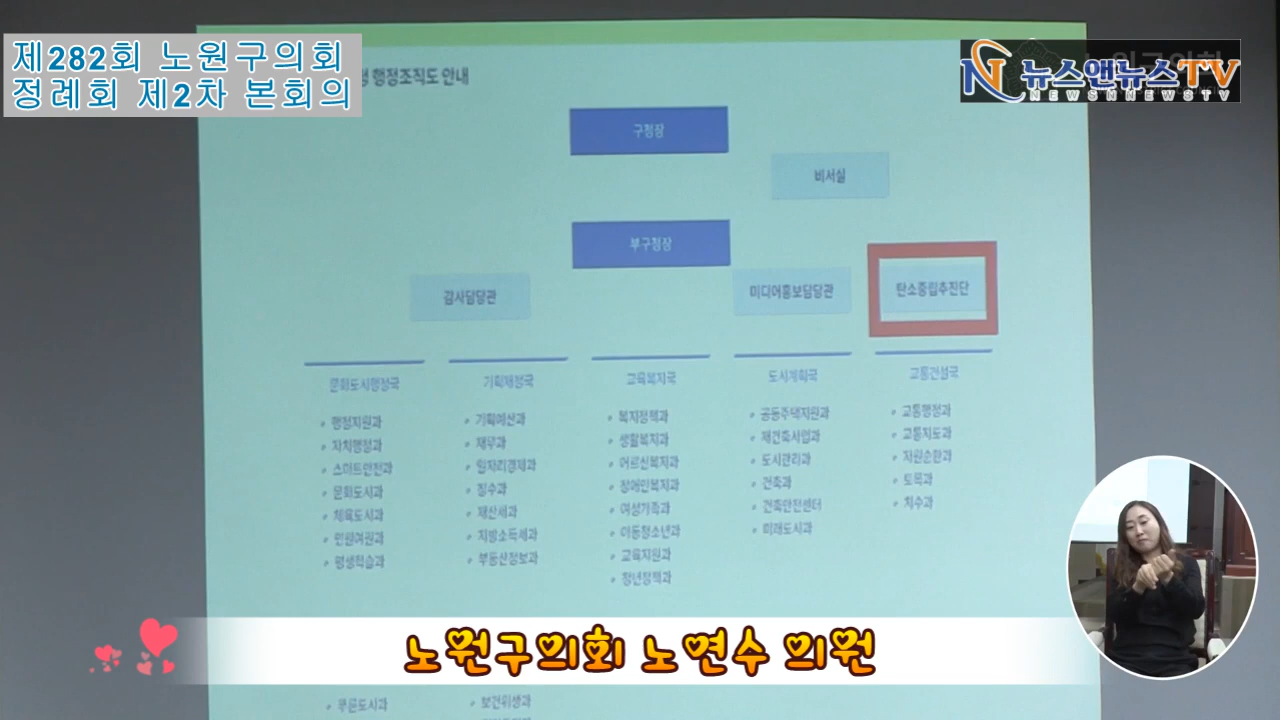 제282회 노원구의회
정례회 제2차 본회의
뉴스앤뉴스TV
NEWSNNEWSTV
행정조직도 안내
구청장
비서실
부구청장
감사담당관
미디어홍보담당관
탄소중립추진단
문화도시행정국
기획재정국
교육복지국
도시계획국
교통건설국
행정지원과
자치행정과
스마트안전과
문화도시과
체육도시과
민원여권과
평생학습과
기획예산과
재무과
일자리경제과
징수과
재산세과
지방소득세과
부동산정보과
복지정책과
생활복지과
어르신복지과
장애인복지과
여성가족과
아동청소년과
교육지원과
청년정책과
공동주택지원과
재건축사업과
도시관리과
건축과
건축안전센터
미래도시과
교통행정과
교통지도과
자원순환과
토목과
치수과
노원구의회 노연수 의원
푸른도시과
보건위생과